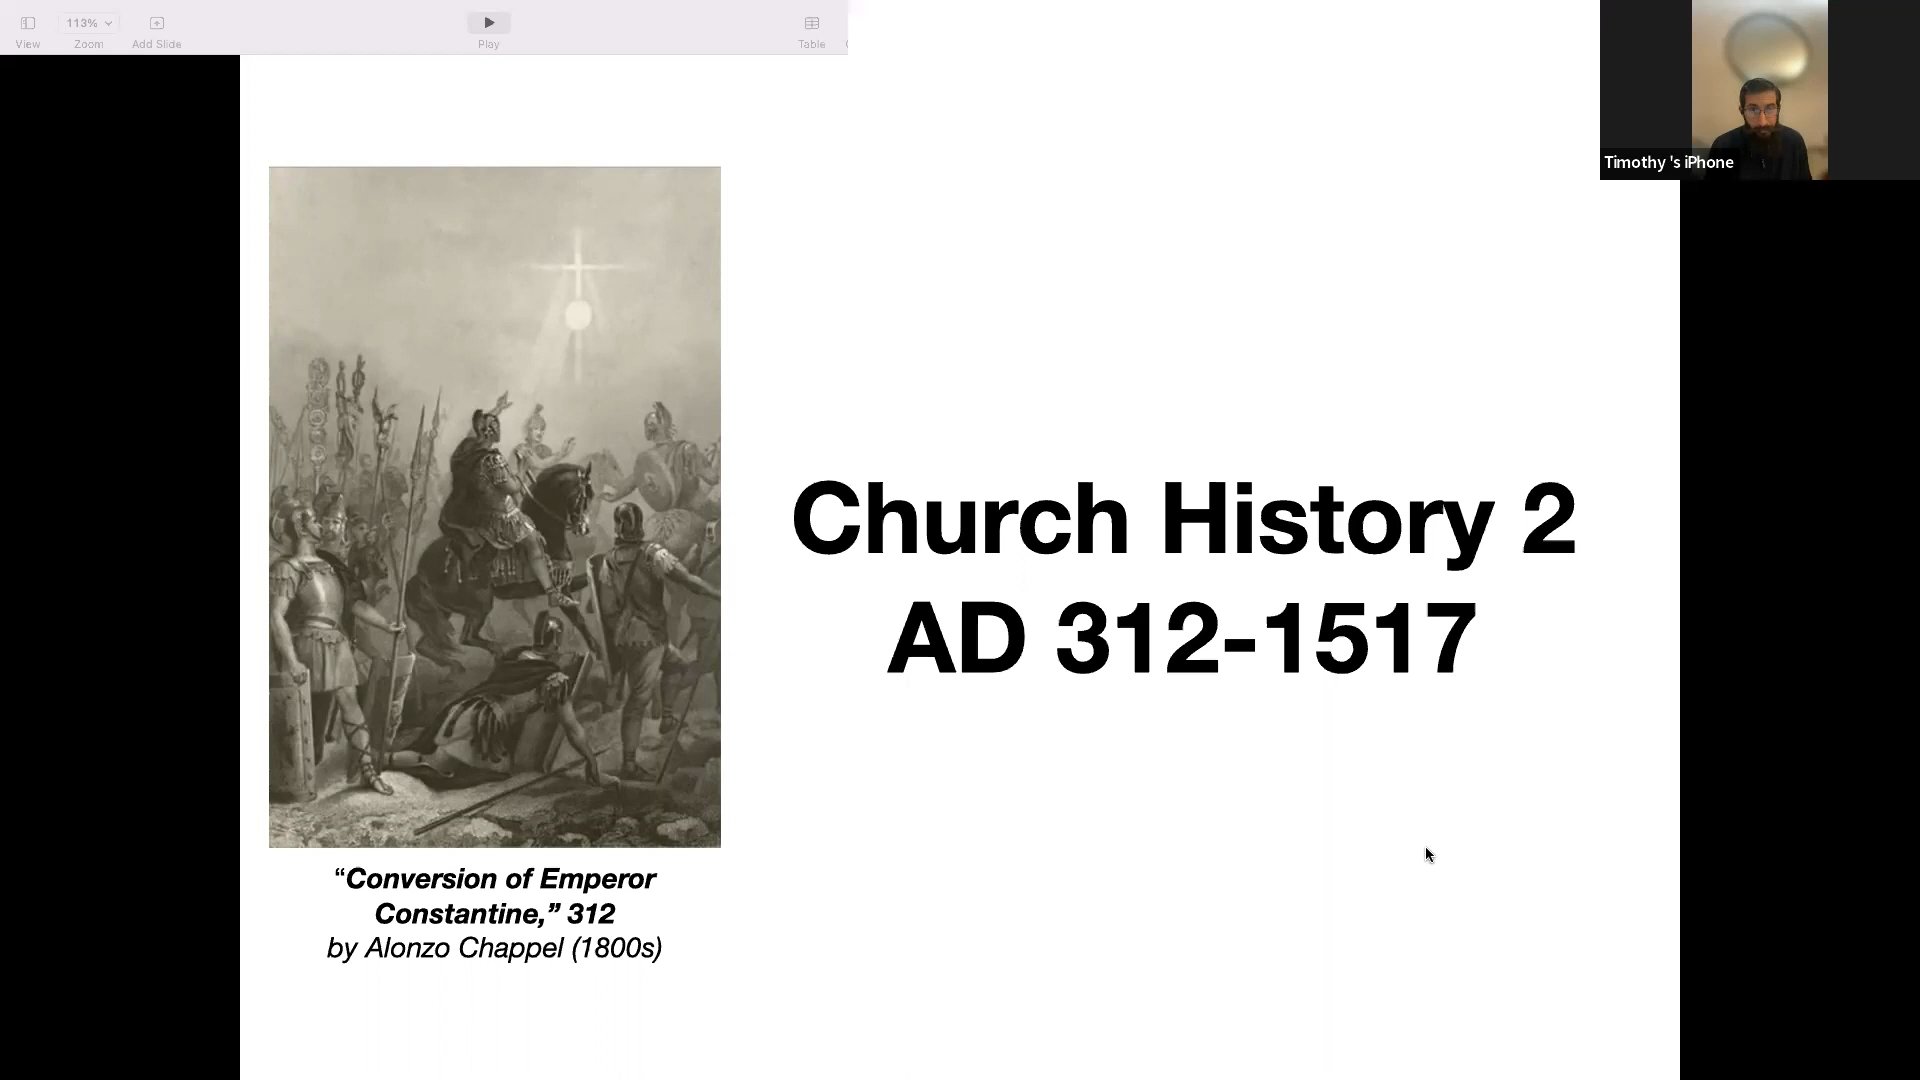 113%
View
Zoom
Add Slide
Play
Table
Timothy 's iPhone
Church History 2
AD 312-1517
“Conversion of Emperor
Constantine,” 312
by Alonzo Chappel (1800s)